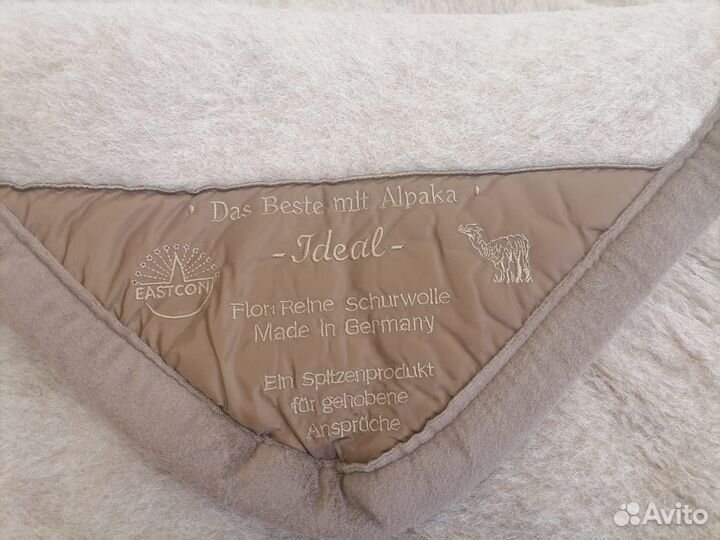 Das Beste mit Alpaka
- Ideal -
EASTCON
Flor: Reine Schurwolle
Made in Germany
Ein Spitzenprodukt
für gehobene
Ansprüche
Avito